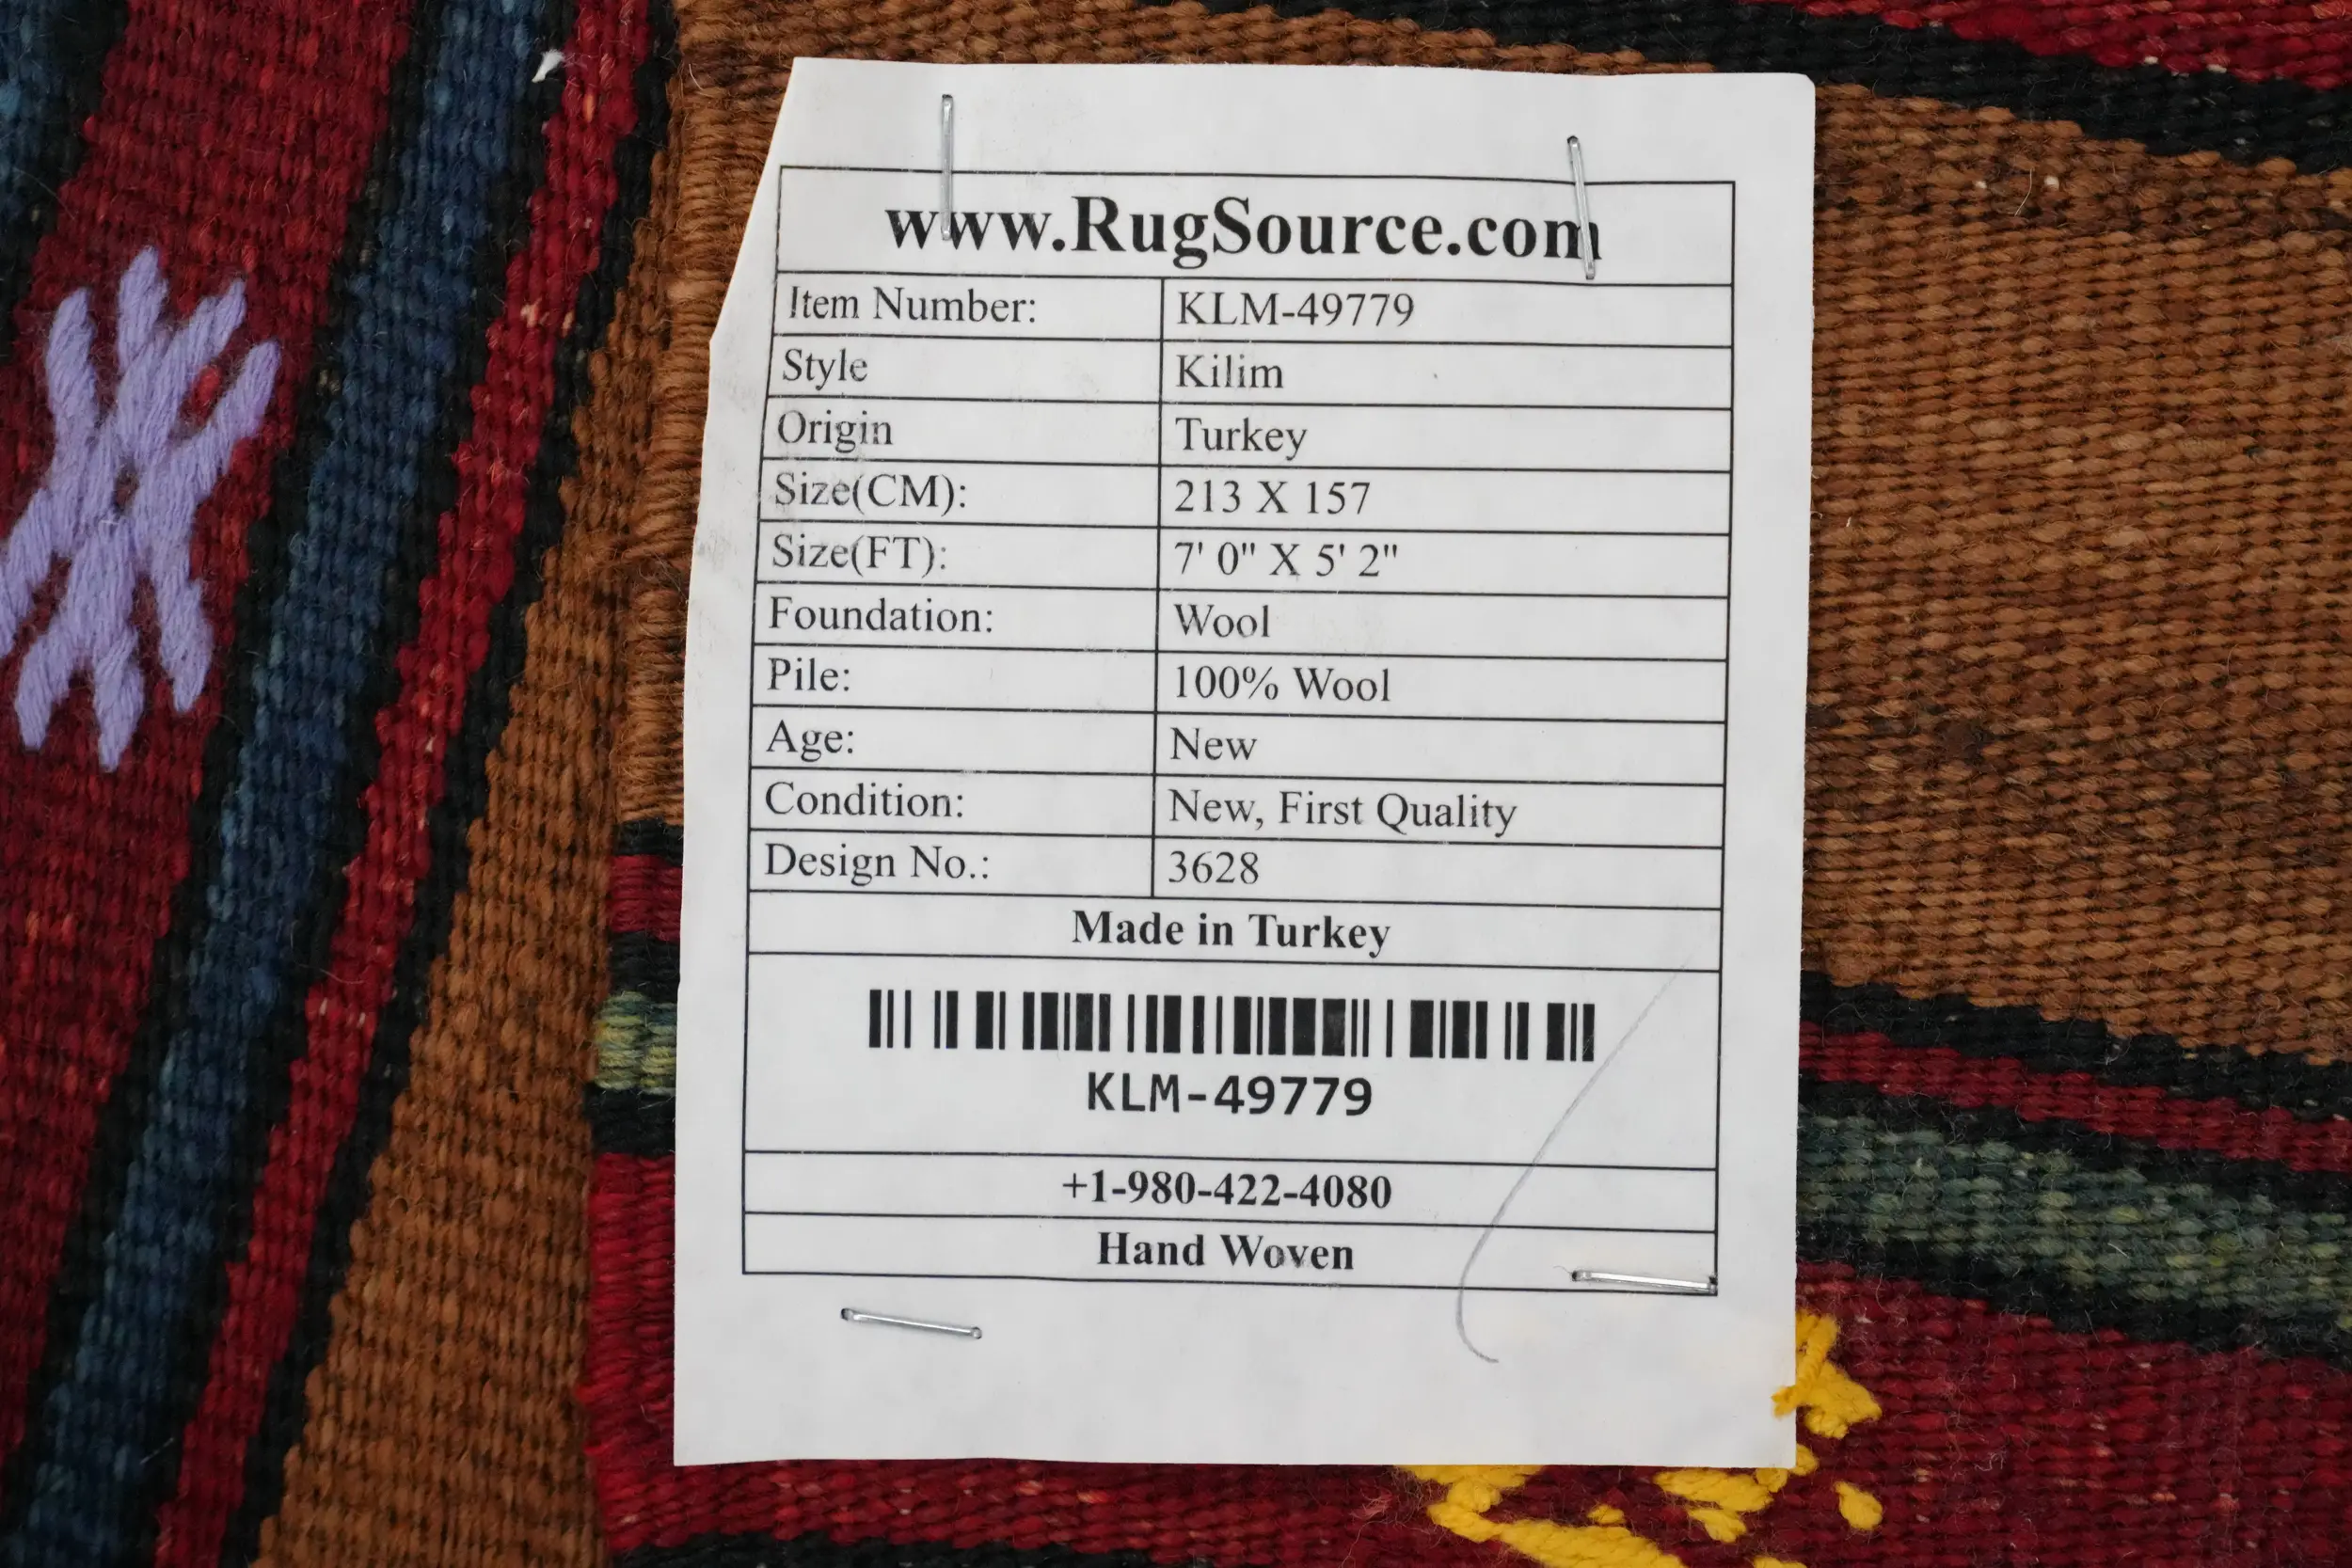 www.RugSource.com
Item Number: KLM-49779
Style Kilim
Origin Turkey
Size(CM): 213 X 157
Size(FT): 7' 0" X 5' 2"
Foundation: Wool
Pile: 100% Wool
Age: New
Condition: New, First Quality
Design No.: 3628
Made in Turkey
KLM-49779
+1-980-422-4080
Hand Woven